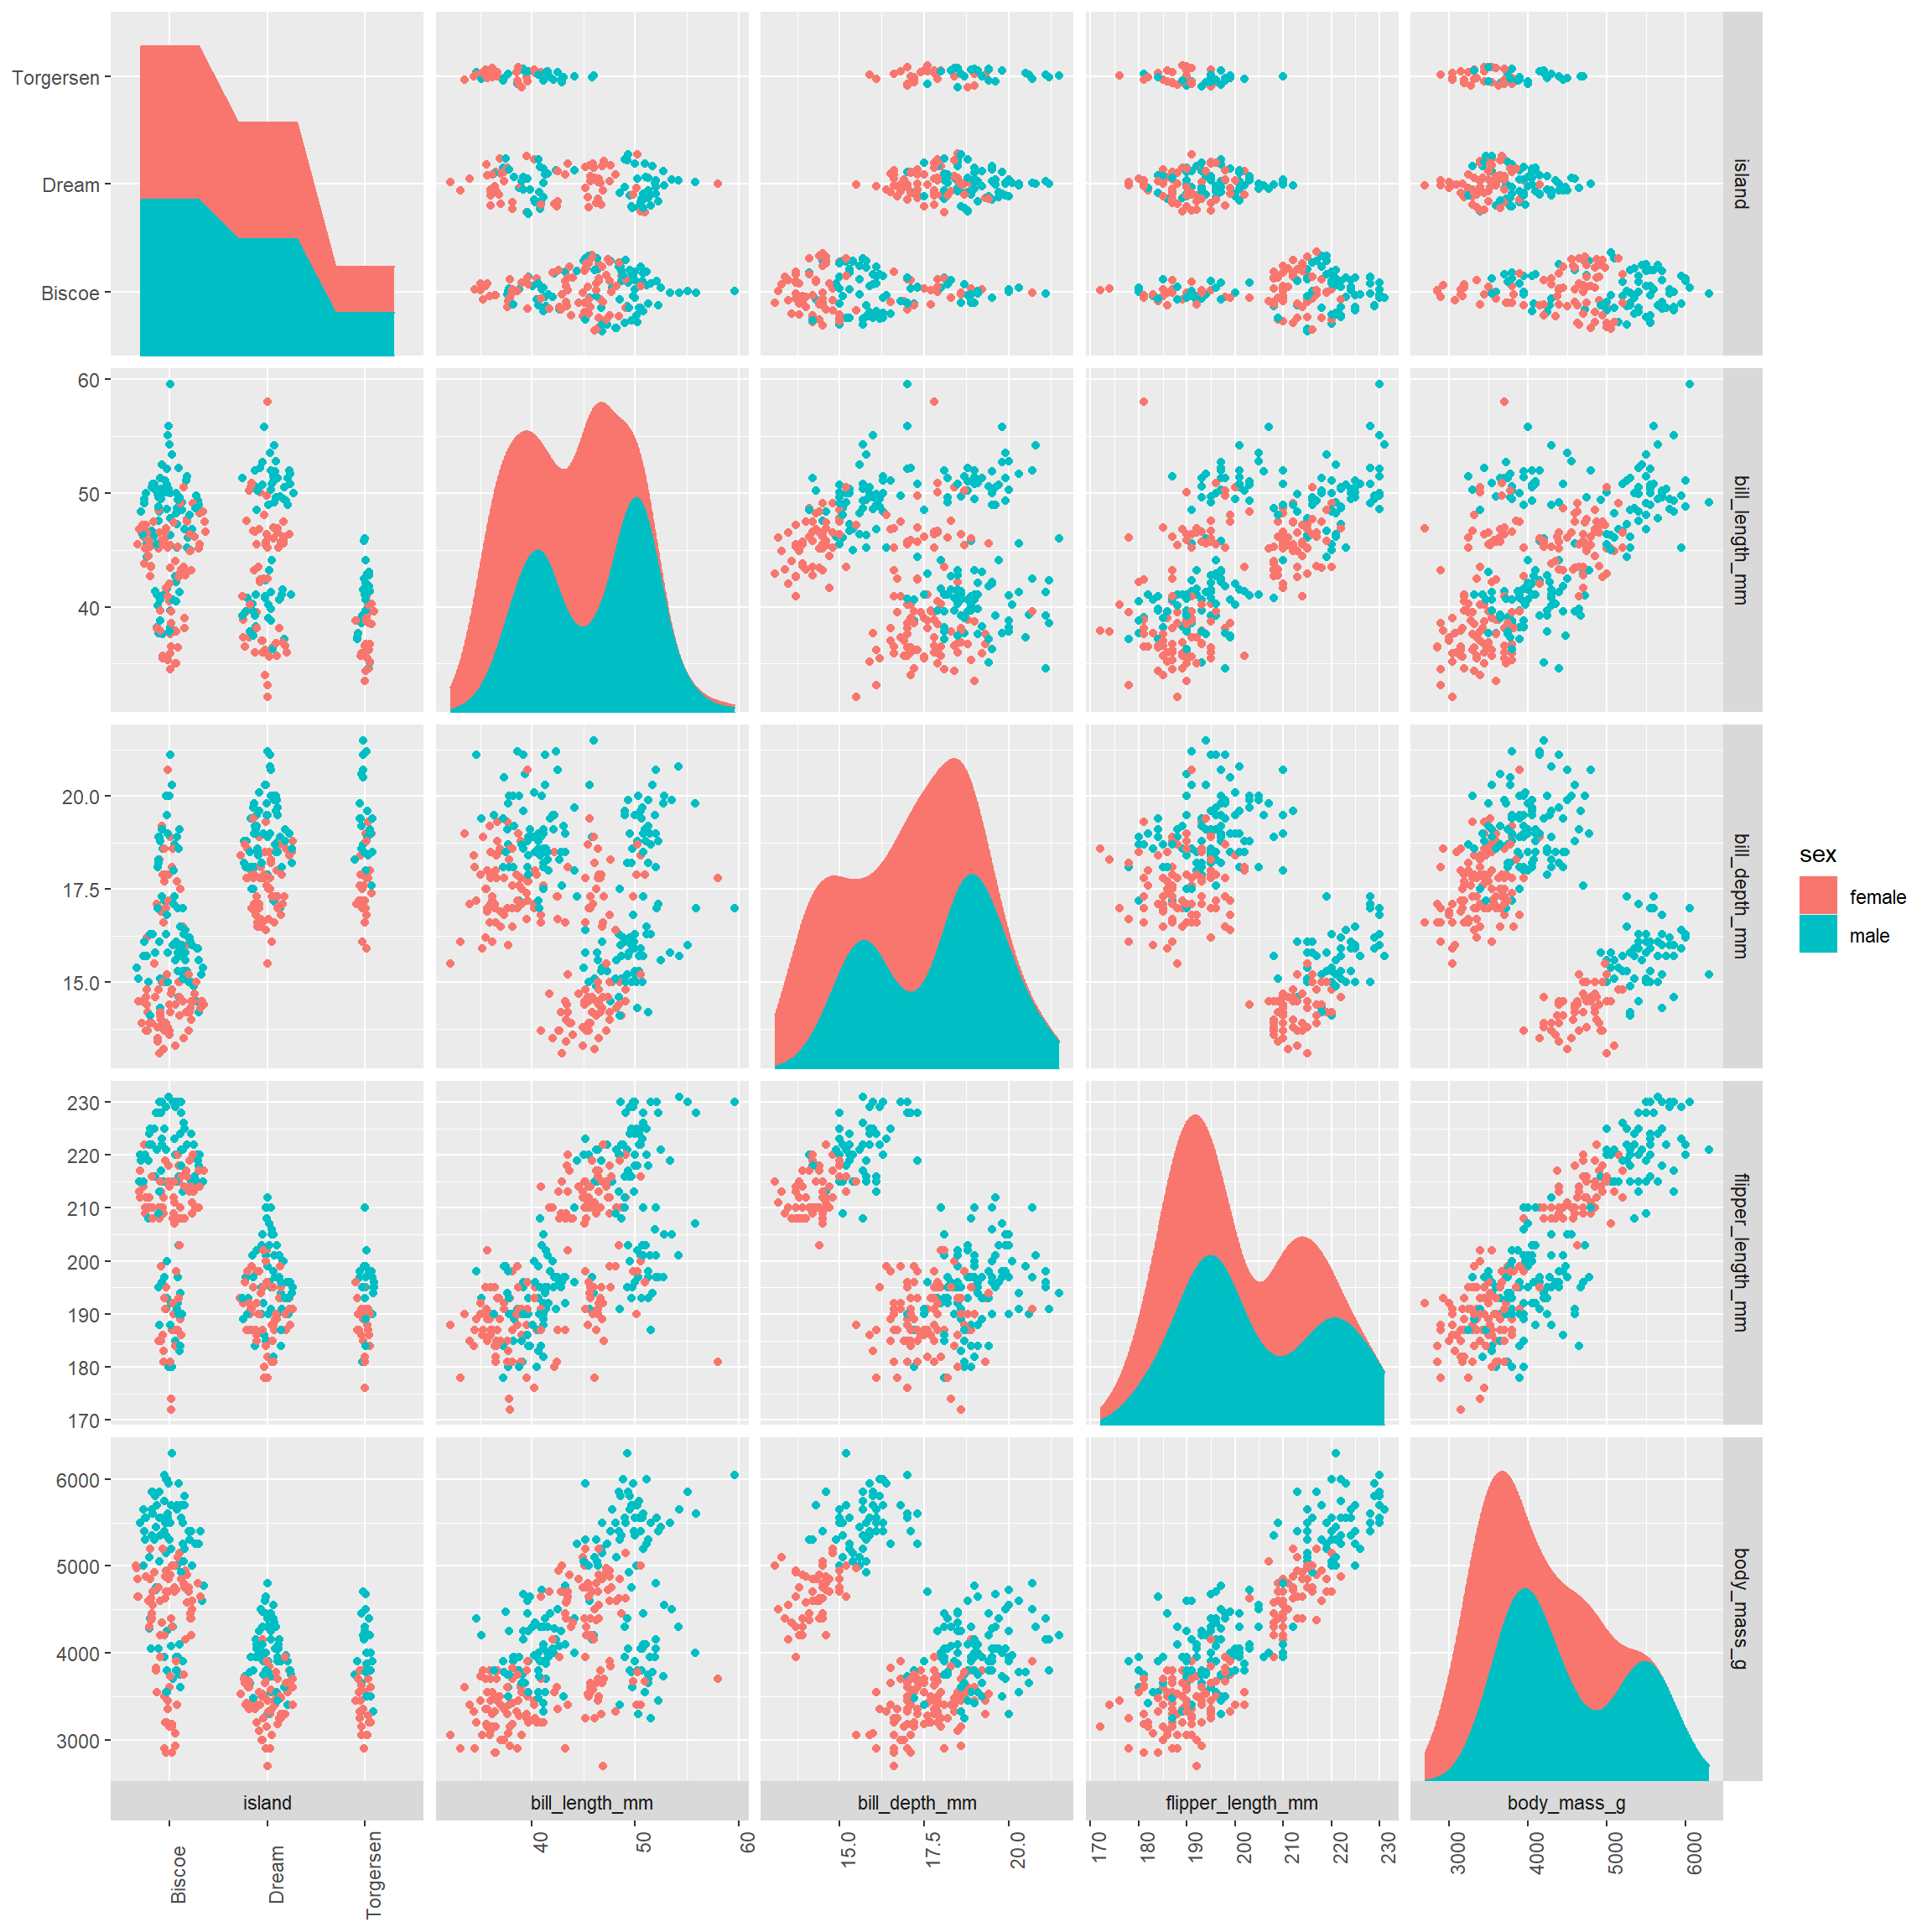 Torgersen
Dream
Biscoe
island
60
50
40
bill_length_mm
20.0
17.5
15.0
bill_depth_mm
sex
female
male
230
220
210
200
190
180
170
flipper_length_mm
6000
5000
4000
3000
body_mass_g
island bill_length_mm bill_depth_mm flipper_length_mm body_mass_g
Biscoe Dream Torgersen 40 50 60 15.0 17.5 20.0 170 180 190 200 210 220 230 3000 4000 5000 6000